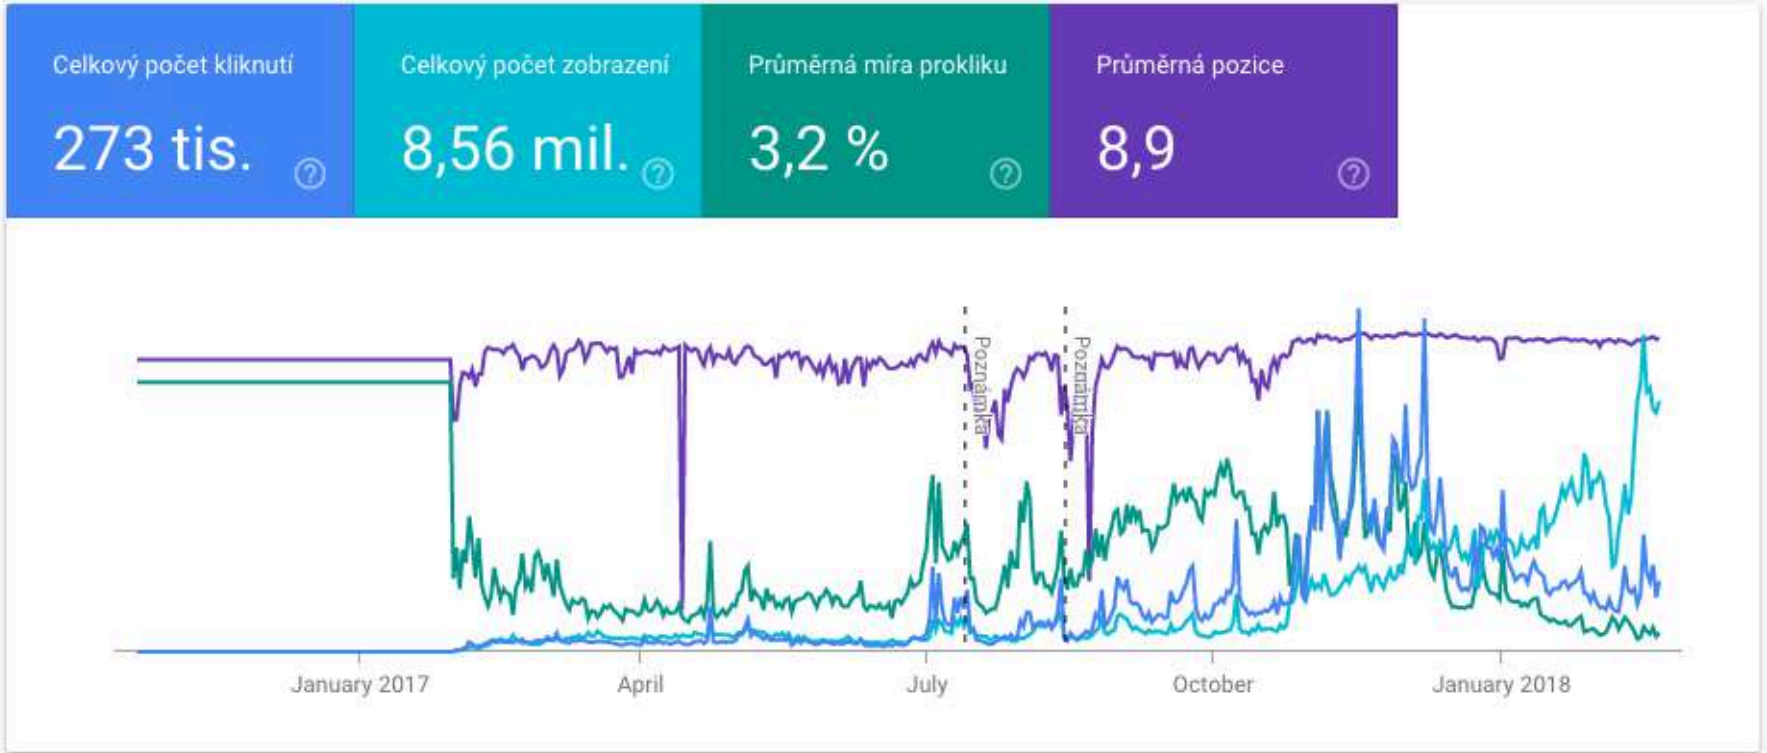 Celkový počet kliknutí
273 tis.
?
Celkový počet zobrazení
8,56 mil.
?
Průměrná míra prokliku
3,2 %
?
Průměrná pozice
8,9
?
Poznámka
Poznámka
January 2017
April
July
October
January 2018